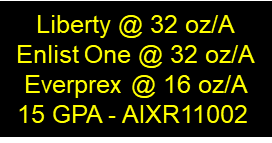 Liberty @ 32 oz/A
Enlist One @ 32 oz/A
Everprex @ 16 oz/A
15 GPA - AIXR11002